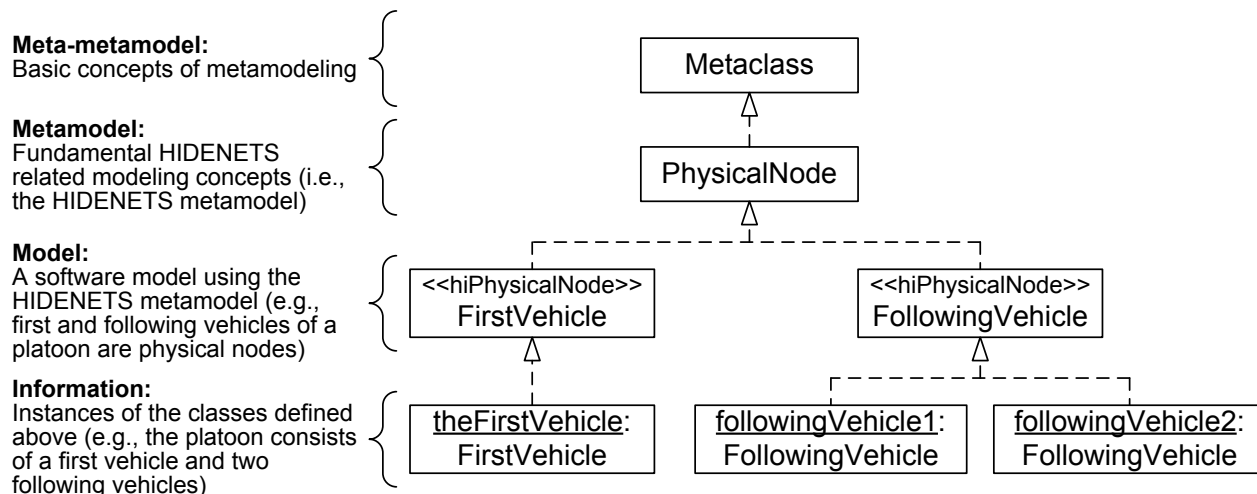 Meta-metamodel:
Basic concepts of metamodeling
Metaclass
Metamodel:
Fundamental HIDENETS
related modeling concepts (i.e.,
the HIDENETS metamodel)
PhysicalNode
Model:
A software model using the
HIDENETS metamodel (e.g.,
first and following vehicles of a
platoon are physical nodes)
<<hiPhysicalNode>>
FirstVehicle
<<hiPhysicalNode>>
FollowingVehicle
Information:
Instances of the classes defined
above (e.g., the platoon consists
of a first vehicle and two
following vehicles)
theFirstVehicle:
FirstVehicle
followingVehicle1:
FollowingVehicle
followingVehicle2:
FollowingVehicle